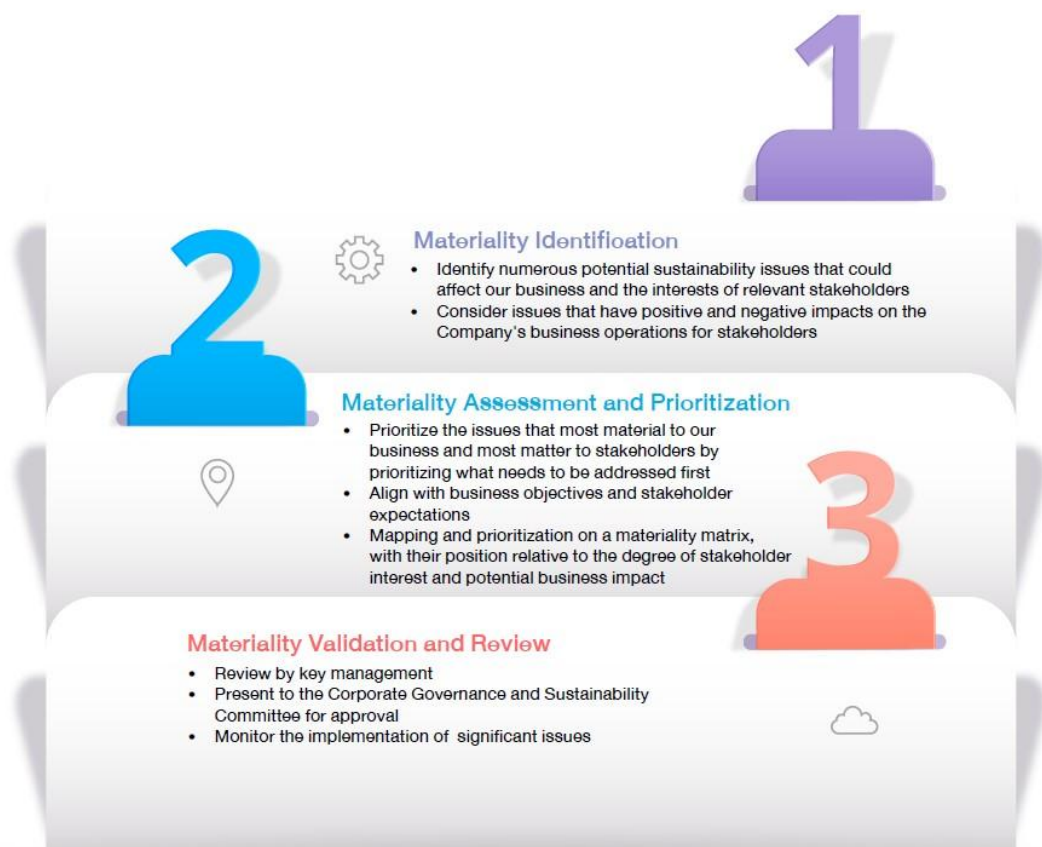 1
Materiality Identification
• Identify numerous potential sustainability issues that could
affect our business and the interests of relevant stakeholders
• Consider issues that have positive and negative impacts on the
Company's business operations for stakeholders
2
Materiality Assessment and Prioritization
• Prioritize the issues that most material to our
business and most matter to stakeholders by
prioritizing what needs to be addressed first
• Align with business objectives and stakeholder
expectations
• Mapping and prioritization on a materiality matrix,
with their position relative to the degree of stakeholder
interest and potential business impact
3
Materiality Validation and Review
• Review by key management
• Present to the Corporate Governance and Sustainability
Committee for approval
• Monitor the implementation of significant issues